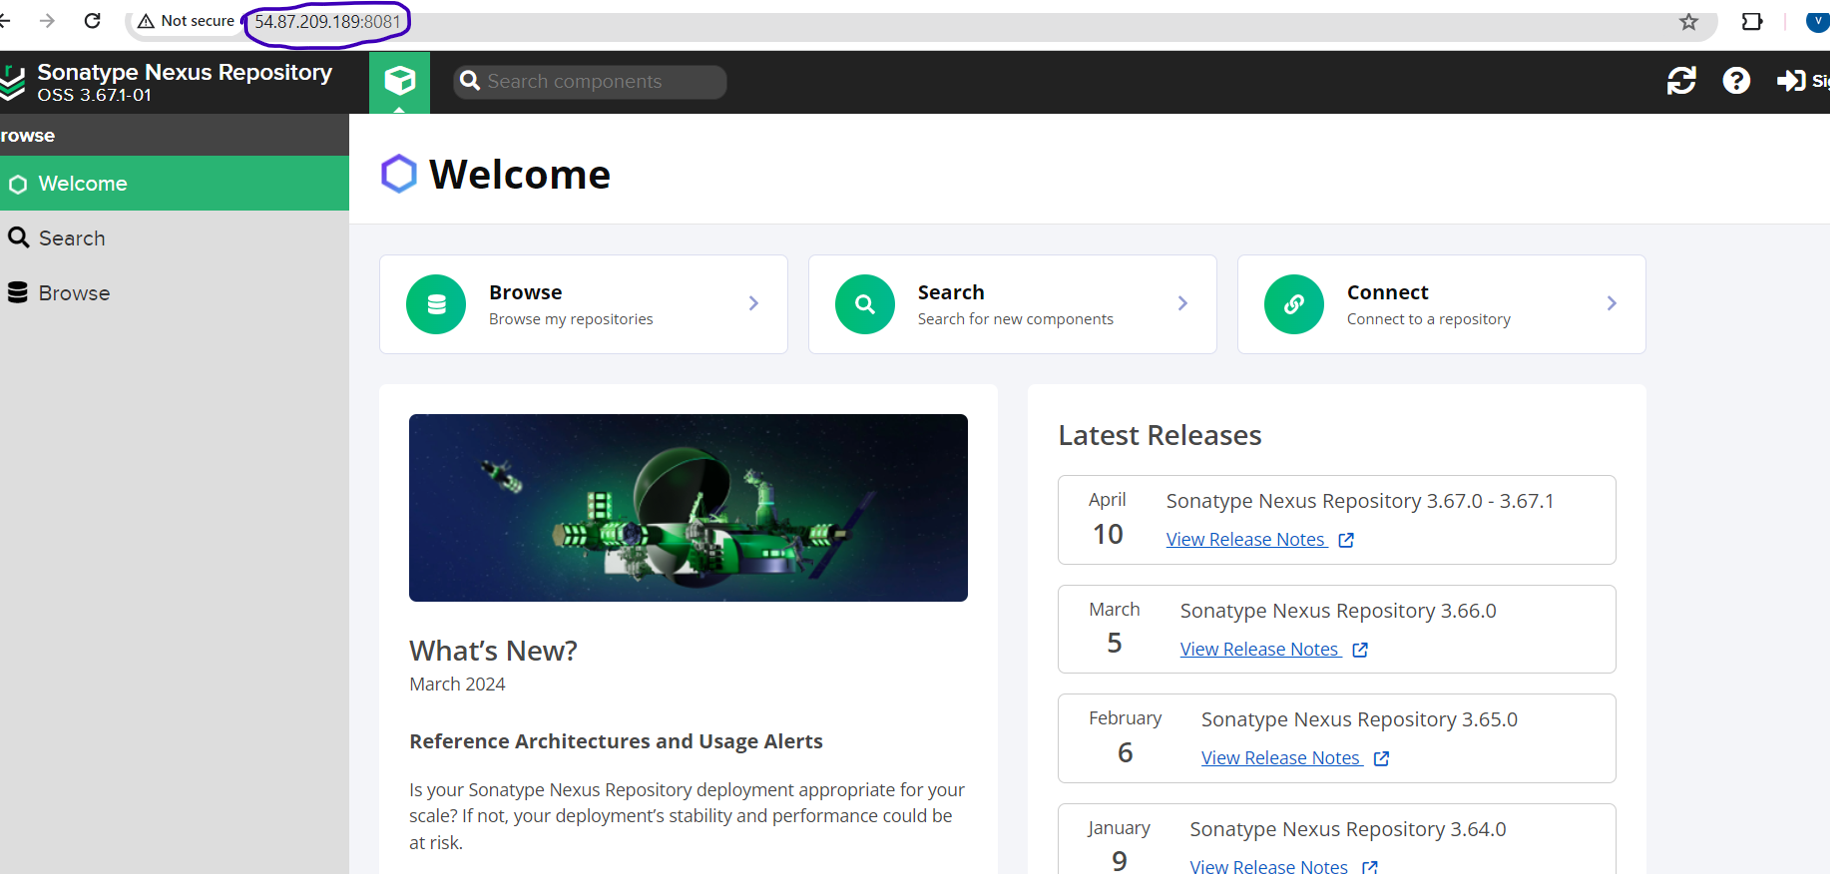 Not secure 54.87.209.189:8081
V
Sonatype Nexus Repository
OSS 3.67.1-01
Search components
Sig
rowse
Welcome
Search
Browse
Welcome
Browse
Browse my repositories
Search
Search for new components
Connect
Connect to a repository
What's New?
March 2024
Reference Architectures and Usage Alerts
Is your Sonatype Nexus Repository deployment appropriate for your
scale? If not, your deployment's stability and performance could be
at risk.
Latest Releases
April
10
Sonatype Nexus Repository 3.67.0 - 3.67.1
View Release Notes
March
5
Sonatype Nexus Repository 3.66.0
View Release Notes
February
6
Sonatype Nexus Repository 3.65.0
View Release Notes
January
9
Sonatype Nexus Repository 3.64.0
View Release Notes